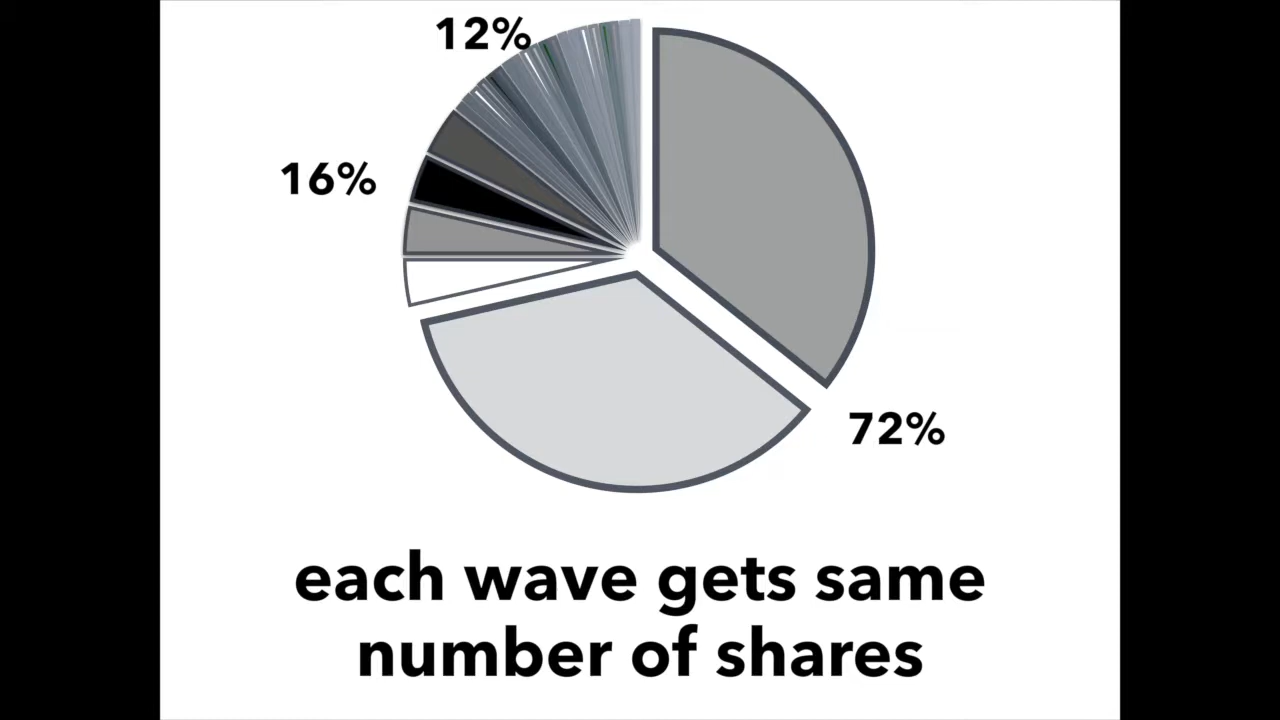 12%
16%
72%
each wave gets same
number of shares